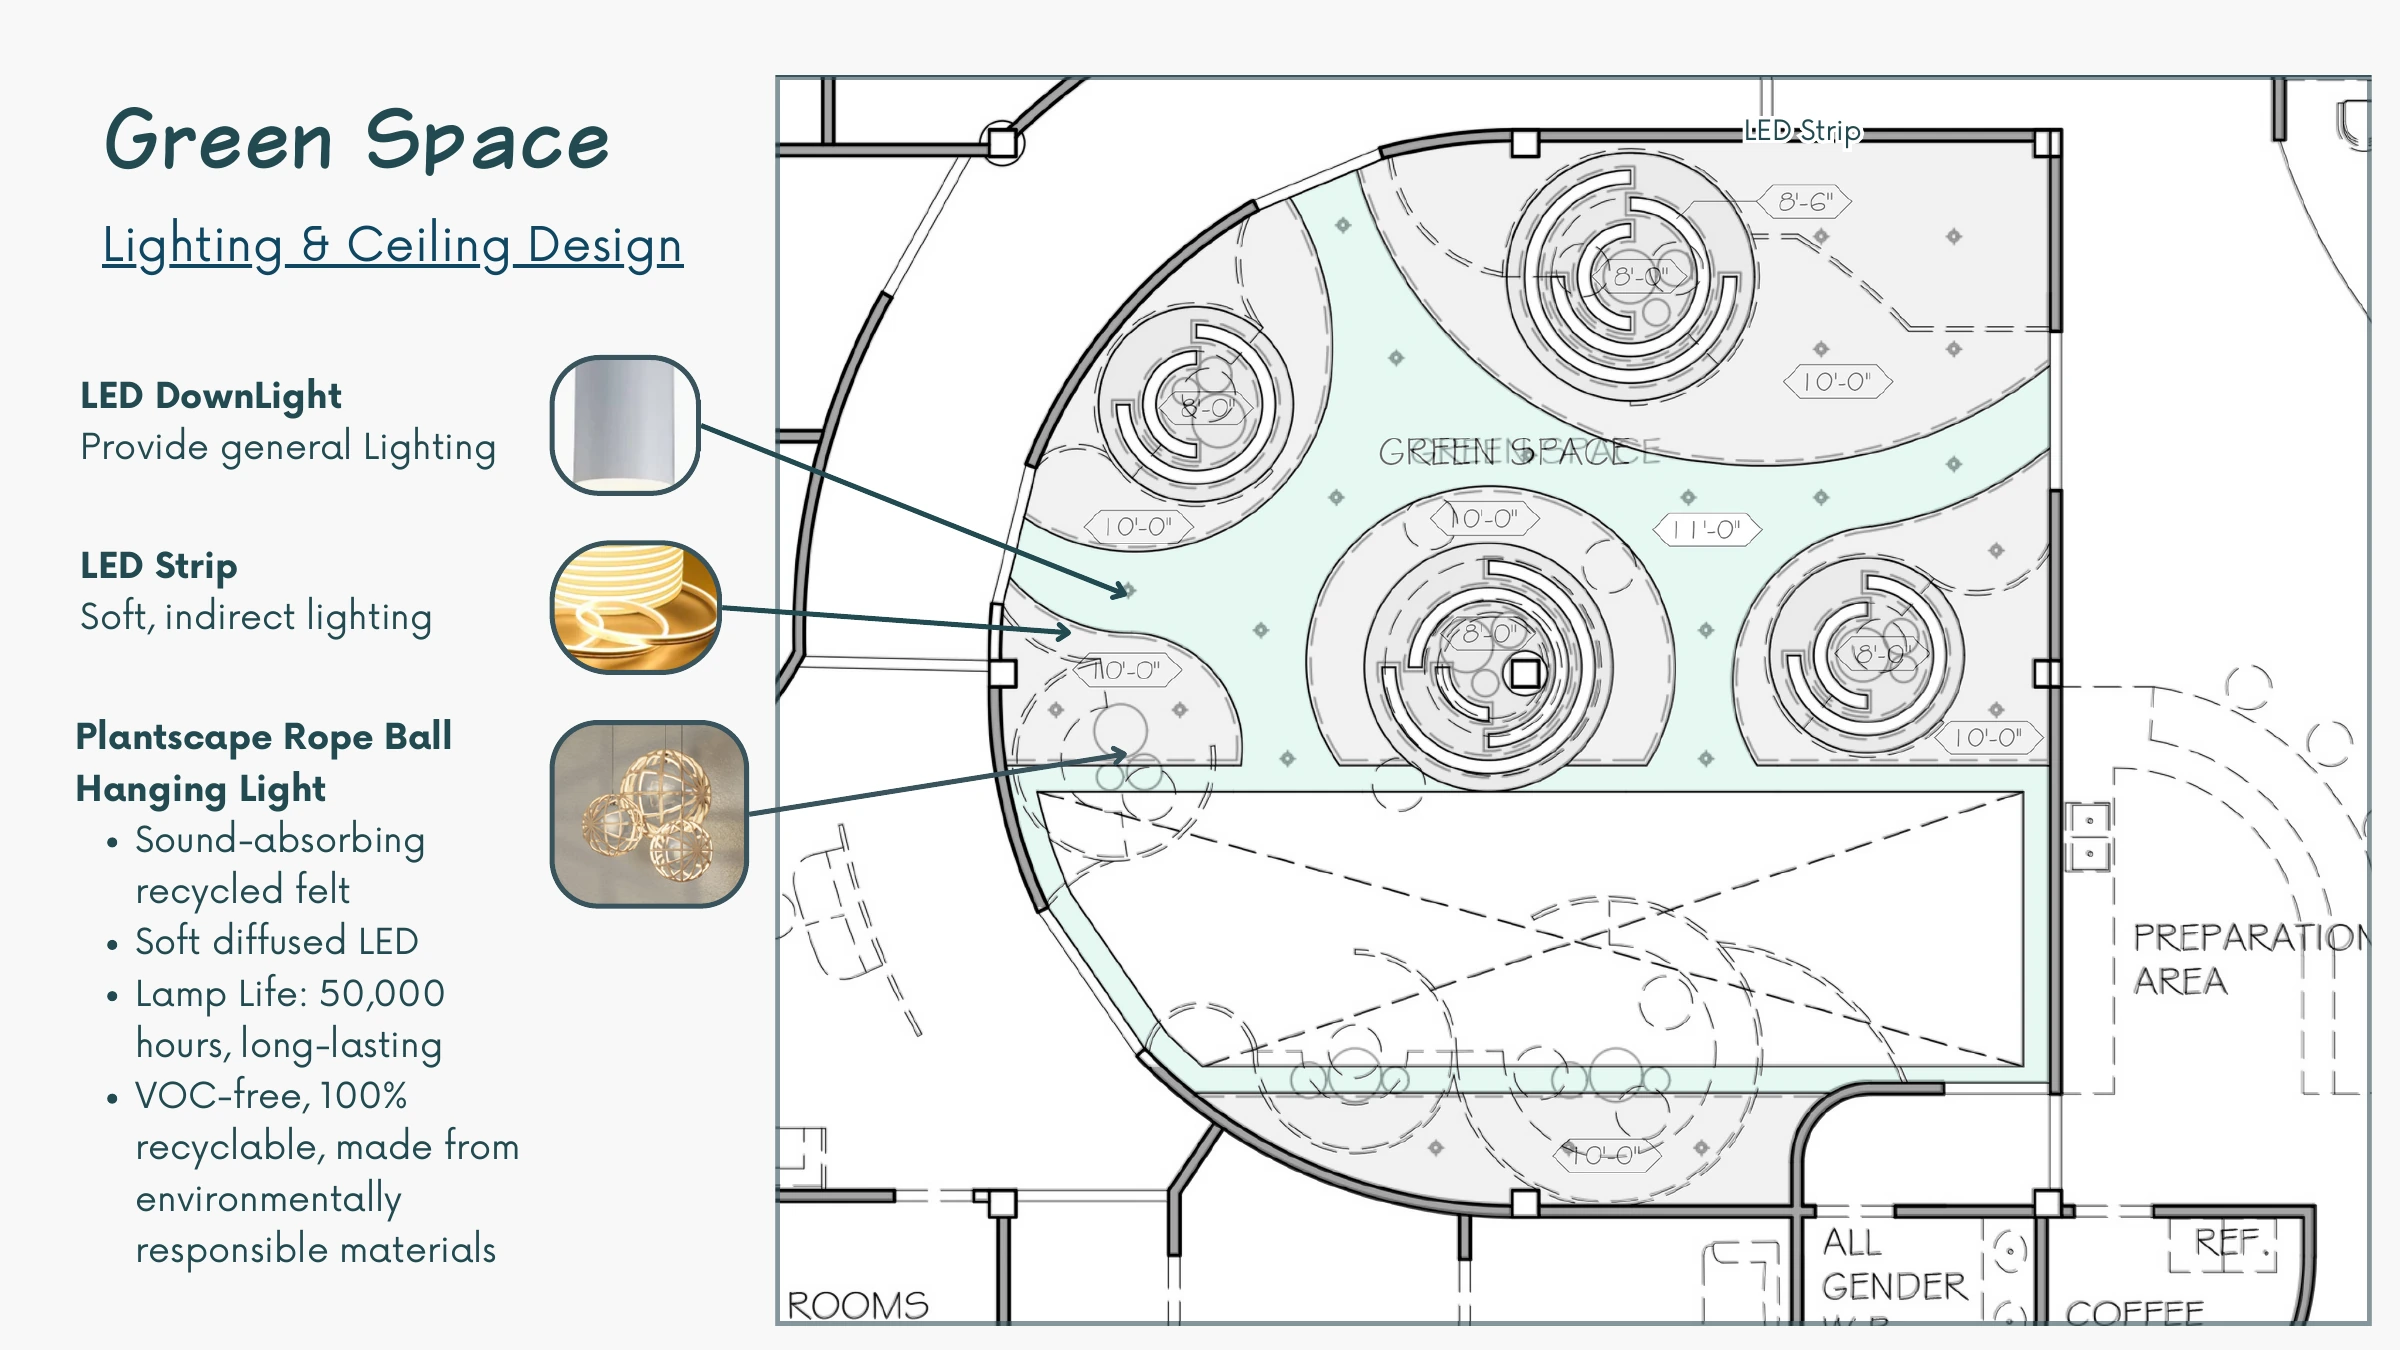 Green Space
Lighting & Ceiling Design
LED DownLight
Provide general Lighting
LED Strip
Soft, indirect lighting
Plantscape Rope Ball
Hanging Light
• Sound-absorbing
recycled felt
• Soft diffused LED
• Lamp Life: 50,000
hours, long-lasting
• VOC-free, 100%
recyclable, made from
environmentally
responsible materials
LED Strip
8'-6"
8'-0"
10'-0"
8'-0"
GREEN SPACE
GREEN SPACE
10'-0"
10'-0"
11'-0"
8'-0"
8'-0"
10'-0"
10'-0"
PREPARATION
AREA
10'-0"
ALL
GENDER
REF.
ROOMS
COFFEE